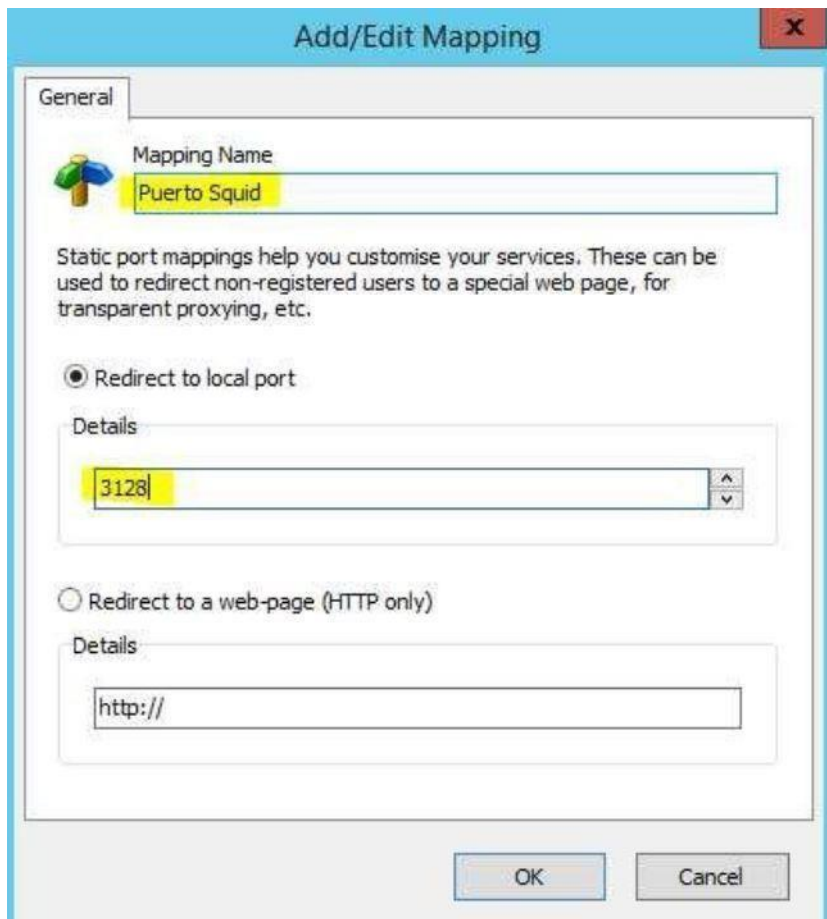 Add/Edit Mapping
x
General
Mapping Name
Puerto Squid
Static port mappings help you customise your services. These can be
used to redirect non-registered users to a special web page, for
transparent proxying, etc.
Redirect to local port
Details
3128
Redirect to a web-page (HTTP only)
Details
http://
OK
Cancel